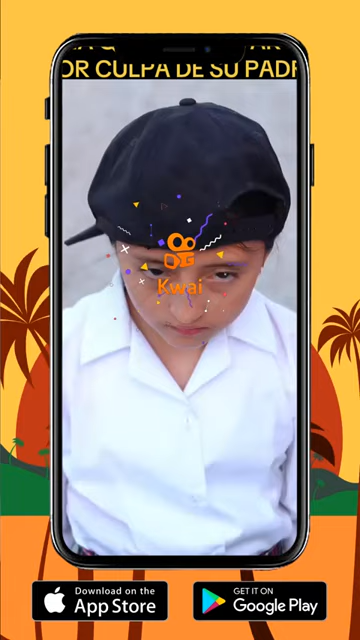 OR CULPA DE SU PADR
Kwai
Download on the
App Store
GET IT ON
Google Play